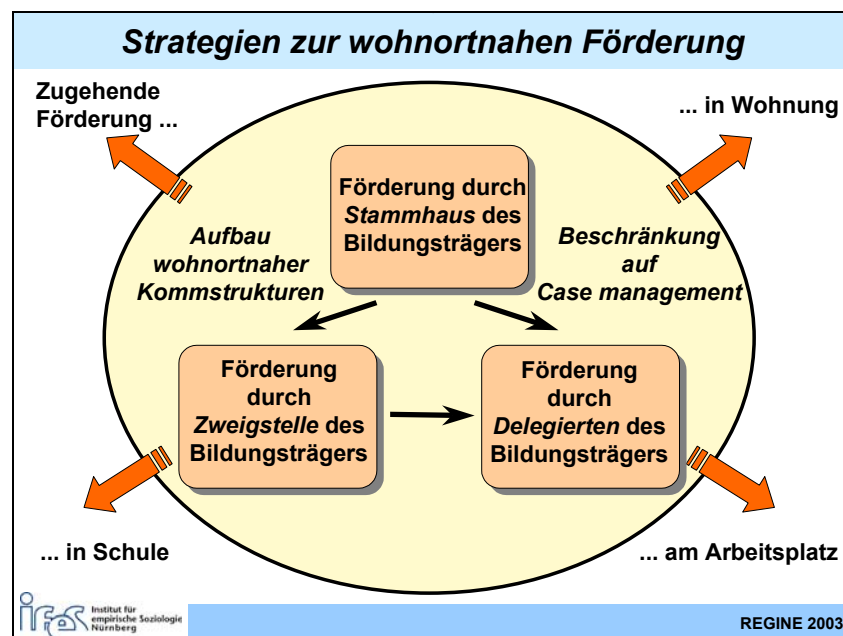 Strategien zur wohnortnahen Förderung
Zugehende
Förderung ...
... in Wohnung
Förderung durch
Stammhaus des
Bildungsträgers
Aufbau
wohnortnaher
Kommstrukturen
Beschränkung
auf
Case management
Förderung
durch
Zweigstelle des
Bildungsträgers
Förderung
durch
Delegierten des
Bildungsträgers
... in Schule
... am Arbeitsplatz
ifes
Institut für
empirische Soziologie
Nürnberg
REGINE 2003